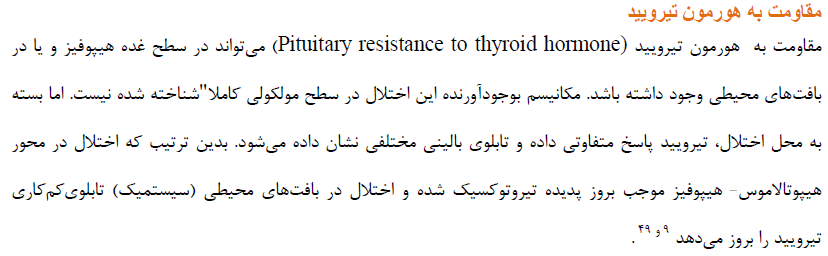 مقاومت به هورمون تیرویید
مقاومت به هورمون تیرویید (Pituitary resistance to thyroid hormone) می‌تواند در سطح غده هیپوفیز و یا در
بافت‌های محیطی وجود داشته باشد. مکانیسم بوجودآورنده این اختلال در سطح مولکولی کاملا"شناخته شده نیست. اما بسته
به محل اختلال، تیرویید پاسخ متفاوتی داده و تابلوی بالینی مختلفی نشان داده می‌شود. بدین ترتیب که اختلال در محور
هیپوتالاموس- هیپوفیز موجب بروز پدیده تیروتوکسیک شده و اختلال در بافت‌های محیطی (سیستمیک) تابلوی‌کم‌کاری
تیرویید را بروز می‌دهد ۹ و ۴۹.